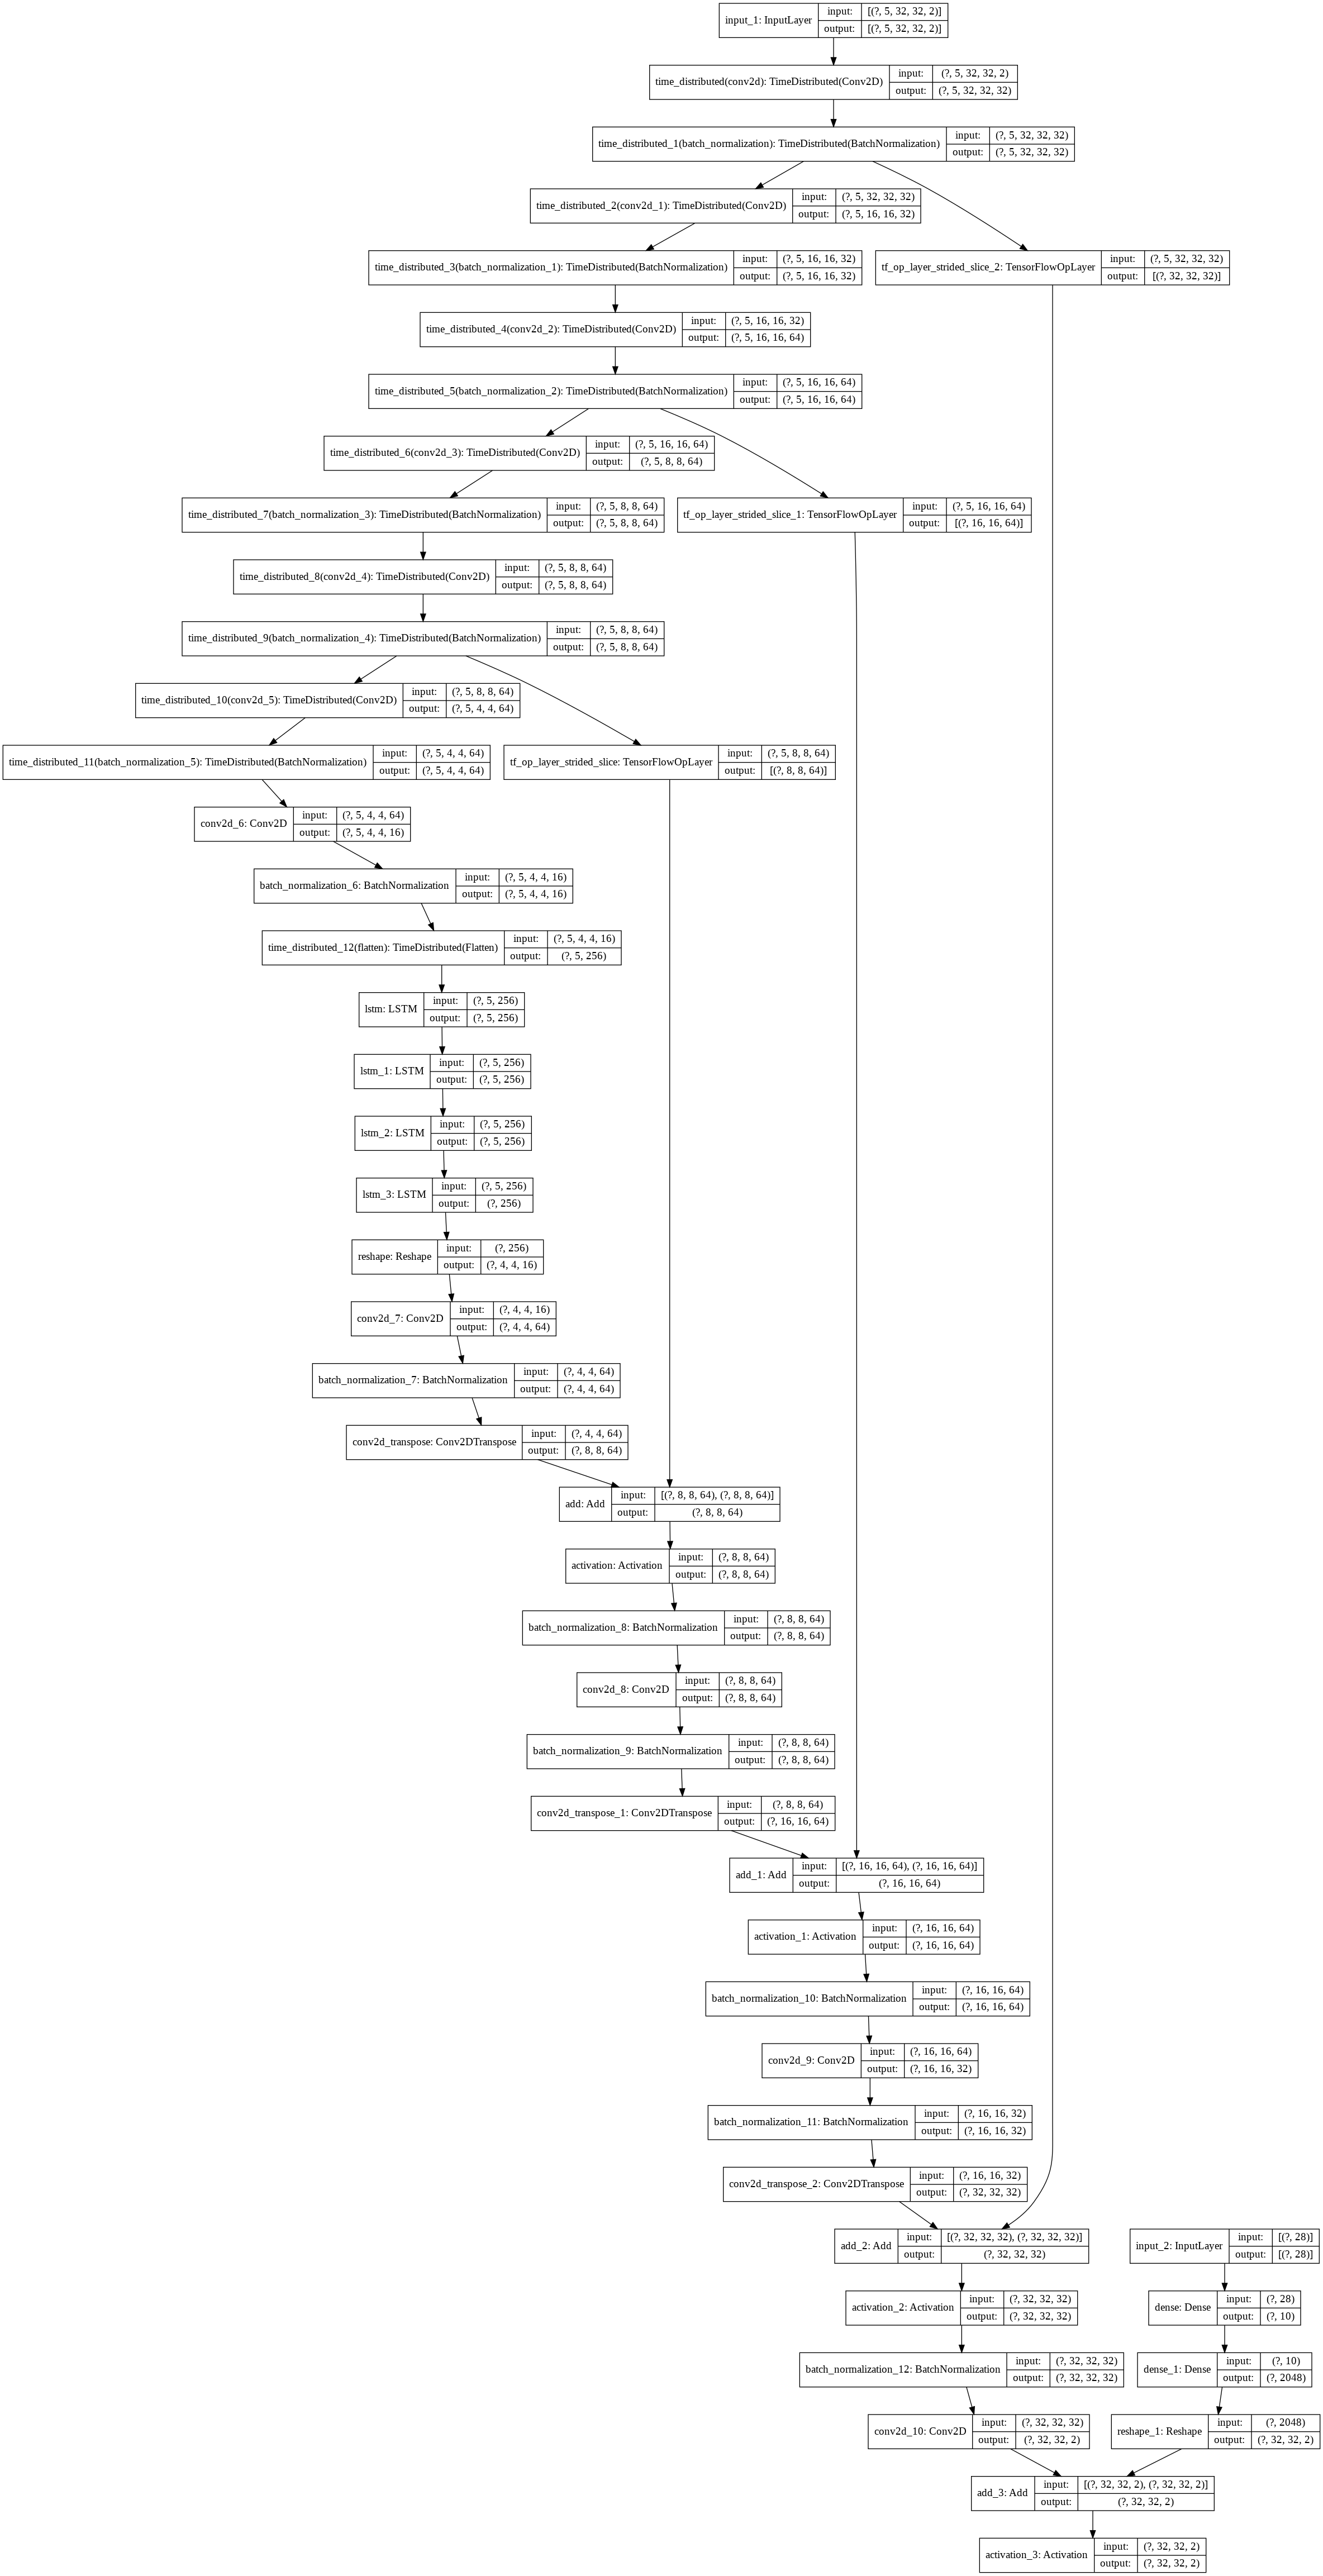 input_1: InputLayer input: [(?, 5, 32, 32, 2)]
output: [(?, 5, 32, 32, 2)]
time_distributed(conv2d): TimeDistributed(Conv2D) input: (?, 5, 32, 32, 2)
output: (?, 5, 32, 32, 32)
time_distributed_1(batch_normalization): TimeDistributed(BatchNormalization) input: (?, 5, 32, 32, 32)
output: (?, 5, 32, 32, 32)
time_distributed_2(conv2d_1): TimeDistributed(Conv2D) input: (?, 5, 32, 32, 32)
output: (?, 5, 16, 16, 32)
time_distributed_3(batch_normalization_1): TimeDistributed(BatchNormalization) input: (?, 5, 16, 16, 32)
output: (?, 5, 16, 16, 32)
tf_op_layer_strided_slice_2: TensorFlowOpLayer input: (?, 5, 32, 32, 32)
output: [(?, 32, 32, 32)]
time_distributed_4(conv2d_2): TimeDistributed(Conv2D) input: (?, 5, 16, 16, 32)
output: (?, 5, 16, 16, 64)
time_distributed_5(batch_normalization_2): TimeDistributed(BatchNormalization) input: (?, 5, 16, 16, 64)
output: (?, 5, 16, 16, 64)
time_distributed_6(conv2d_3): TimeDistributed(Conv2D) input: (?, 5, 16, 16, 64)
output: (?, 5, 8, 8, 64)
time_distributed_7(batch_normalization_3): TimeDistributed(BatchNormalization) input: (?, 5, 8, 8, 64)
output: (?, 5, 8, 8, 64)
tf_op_layer_strided_slice_1: TensorFlowOpLayer input: (?, 5, 16, 16, 64)
output: [(?, 16, 16, 64)]
time_distributed_8(conv2d_4): TimeDistributed(Conv2D) input: (?, 5, 8, 8, 64)
output: (?, 5, 8, 8, 64)
time_distributed_9(batch_normalization_4): TimeDistributed(BatchNormalization) input: (?, 5, 8, 8, 64)
output: (?, 5, 8, 8, 64)
time_distributed_10(conv2d_5): TimeDistributed(Conv2D) input: (?, 5, 8, 8, 64)
output: (?, 5, 4, 4, 64)
time_distributed_11(batch_normalization_5): TimeDistributed(BatchNormalization) input: (?, 5, 4, 4, 64)
output: (?, 5, 4, 4, 64)
tf_op_layer_strided_slice: TensorFlowOpLayer input: (?, 5, 8, 8, 64)
output: [(?, 8, 8, 64)]
conv2d_6: Conv2D input: (?, 5, 4, 4, 64)
output: (?, 5, 4, 4, 16)
batch_normalization_6: BatchNormalization input: (?, 5, 4, 4, 16)
output: (?, 5, 4, 4, 16)
time_distributed_12(flatten): TimeDistributed(Flatten) input: (?, 5, 4, 4, 16)
output: (?, 5, 256)
lstm: LSTM input: (?, 5, 256)
output: (?, 5, 256)
lstm_1: LSTM input: (?, 5, 256)
output: (?, 5, 256)
lstm_2: LSTM input: (?, 5, 256)
output: (?, 5, 256)
lstm_3: LSTM input: (?, 5, 256)
output: (?, 256)
reshape: Reshape input: (?, 256)
output: (?, 4, 4, 16)
conv2d_7: Conv2D input: (?, 4, 4, 16)
output: (?, 4, 4, 64)
batch_normalization_7: BatchNormalization input: (?, 4, 4, 64)
output: (?, 4, 4, 64)
conv2d_transpose: Conv2DTranspose input: (?, 4, 4, 64)
output: (?, 8, 8, 64)
add: Add input: [(?, 8, 8, 64), (?, 8, 8, 64)]
output: (?, 8, 8, 64)
activation: Activation input: (?, 8, 8, 64)
output: (?, 8, 8, 64)
batch_normalization_8: BatchNormalization input: (?, 8, 8, 64)
output: (?, 8, 8, 64)
conv2d_8: Conv2D input: (?, 8, 8, 64)
output: (?, 8, 8, 64)
batch_normalization_9: BatchNormalization input: (?, 8, 8, 64)
output: (?, 8, 8, 64)
conv2d_transpose_1: Conv2DTranspose input: (?, 8, 8, 64)
output: (?, 16, 16, 64)
add_1: Add input: [(?, 16, 16, 64), (?, 16, 16, 64)]
output: (?, 16, 16, 64)
activation_1: Activation input: (?, 16, 16, 64)
output: (?, 16, 16, 64)
batch_normalization_10: BatchNormalization input: (?, 16, 16, 64)
output: (?, 16, 16, 64)
conv2d_9: Conv2D input: (?, 16, 16, 64)
output: (?, 16, 16, 32)
batch_normalization_11: BatchNormalization input: (?, 16, 16, 32)
output: (?, 16, 16, 32)
conv2d_transpose_2: Conv2DTranspose input: (?, 16, 16, 32)
output: (?, 32, 32, 32)
add_2: Add input: [(?, 32, 32, 32), (?, 32, 32, 32)]
output: (?, 32, 32, 32)
input_2: InputLayer input: [(?, 28)]
output: [(?, 28)]
activation_2: Activation input: (?, 32, 32, 32)
output: (?, 32, 32, 32)
dense: Dense input: (?, 28)
output: (?, 10)
batch_normalization_12: BatchNormalization input: (?, 32, 32, 32)
output: (?, 32, 32, 32)
dense_1: Dense input: (?, 10)
output: (?, 2048)
conv2d_10: Conv2D input: (?, 32, 32, 32)
output: (?, 32, 32, 2)
reshape_1: Reshape input: (?, 2048)
output: (?, 32, 32, 2)
add_3: Add input: [(?, 32, 32, 2), (?, 32, 32, 2)]
output: (?, 32, 32, 2)
activation_3: Activation input: (?, 32, 32, 2)
output: (?, 32, 32, 2)